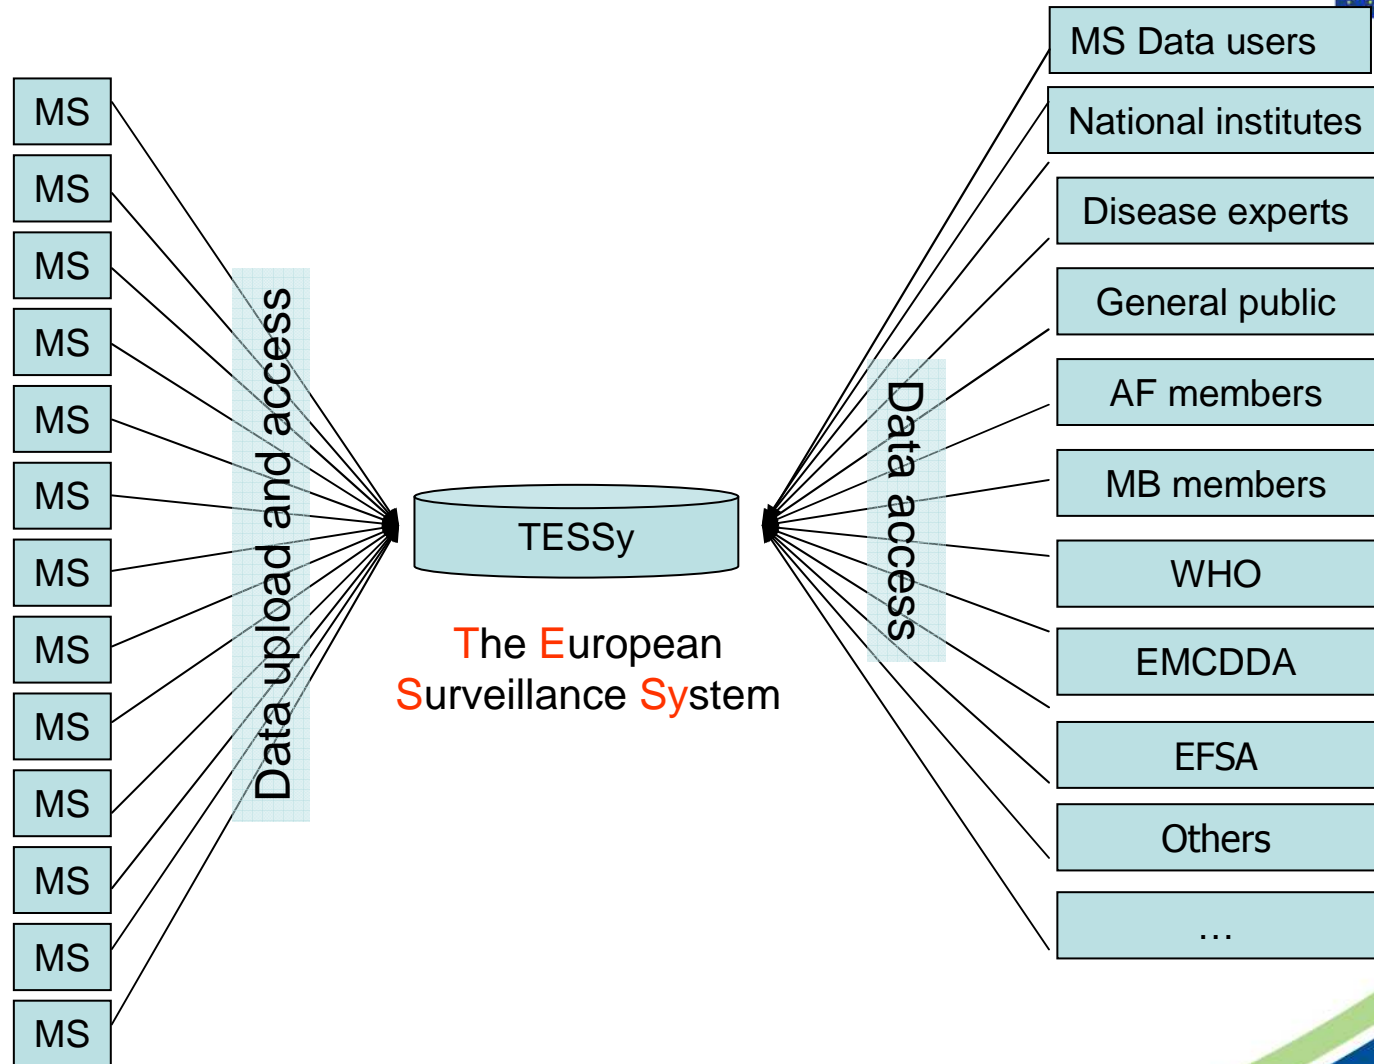 MS
MS
MS
MS
MS
MS
MS
MS
MS
MS
MS
MS
MS
Data upload and access
TESSy
The European
Surveillance System
Data access
MS Data users
National institutes
Disease experts
General public
AF members
MB members
WHO
EMCDDA
EFSA
Others
…